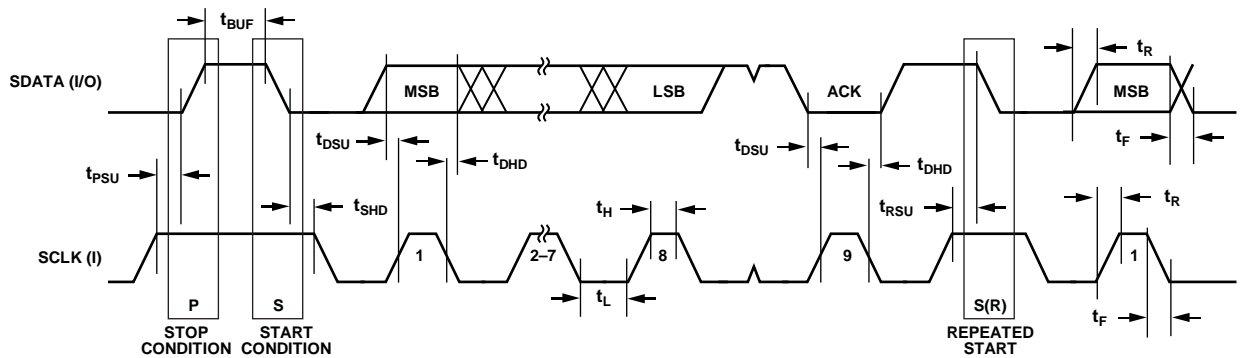 tBUF
tR
SDATA (I/O)
MSB
LSB
ACK
MSB
tDSU
tDHD
tDSU
tDHD
tF
tPSU
tSHD
tH
tRSU
tR
SCLK (I)
1
2–7
8
9
1
tL
tF
P
S
S(R)
STOP
CONDITION
START
CONDITION
REPEATED
START